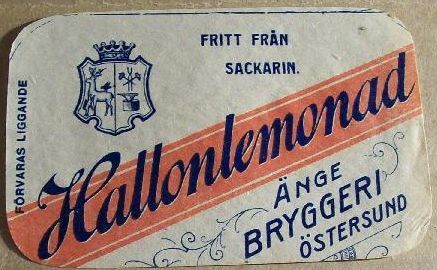 FRITT FRÅN
SACKARIN.
FÖRVARAS LIGGANDE
Hallonlemonad
ÄNGE
BRYGGERI
ÖSTERSUND